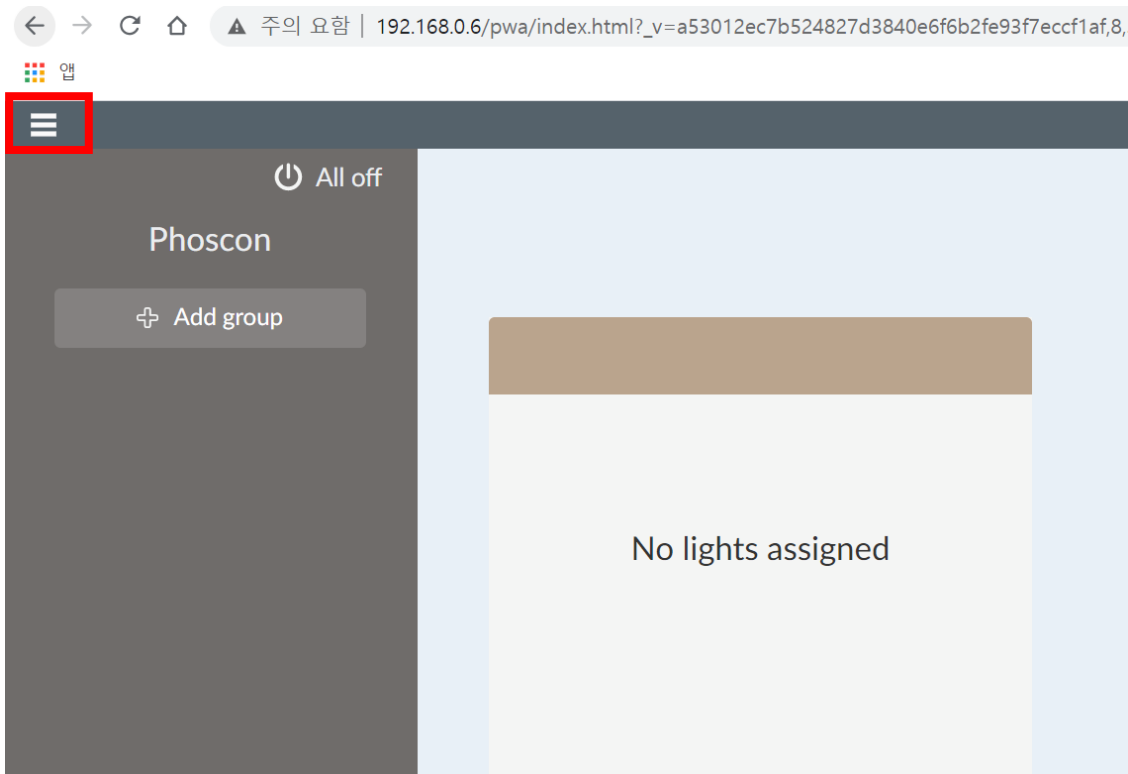 주의 요함 | 192.168.0.6/pwa/index.html?_v=a53012ec7b524827d3840e6f6b2fe93f7eccf1af,8,
앱
All off
Phoscon
Add group
No lights assigned